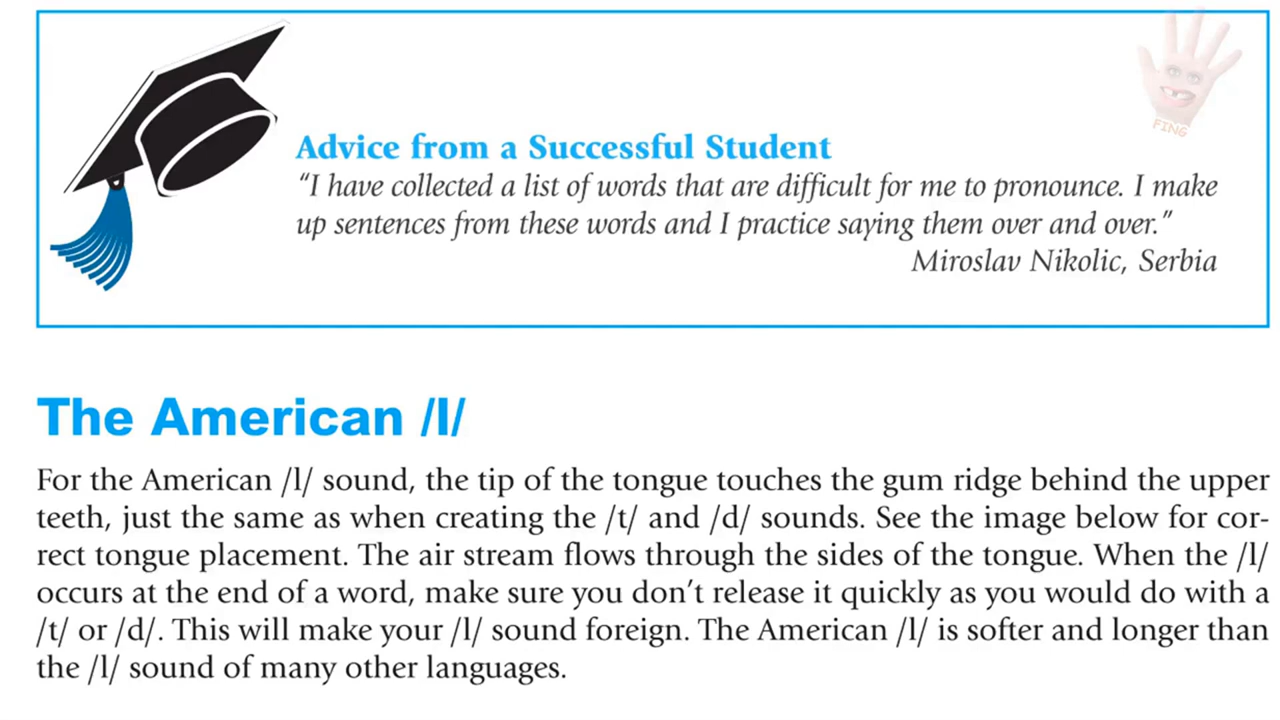 FING
Advice from a Successful Student
“I have collected a list of words that are difficult for me to pronounce. I make
up sentences from these words and I practice saying them over and over.”
Miroslav Nikolic, Serbia
The American /l/
For the American /l/ sound, the tip of the tongue touches the gum ridge behind the upper
teeth, just the same as when creating the /t/ and /d/ sounds. See the image below for cor-
rect tongue placement. The air stream flows through the sides of the tongue. When the /l/
occurs at the end of a word, make sure you don’t release it quickly as you would do with a
/t/ or /d/. This will make your /l/ sound foreign. The American /l/ is softer and longer than
the /l/ sound of many other languages.